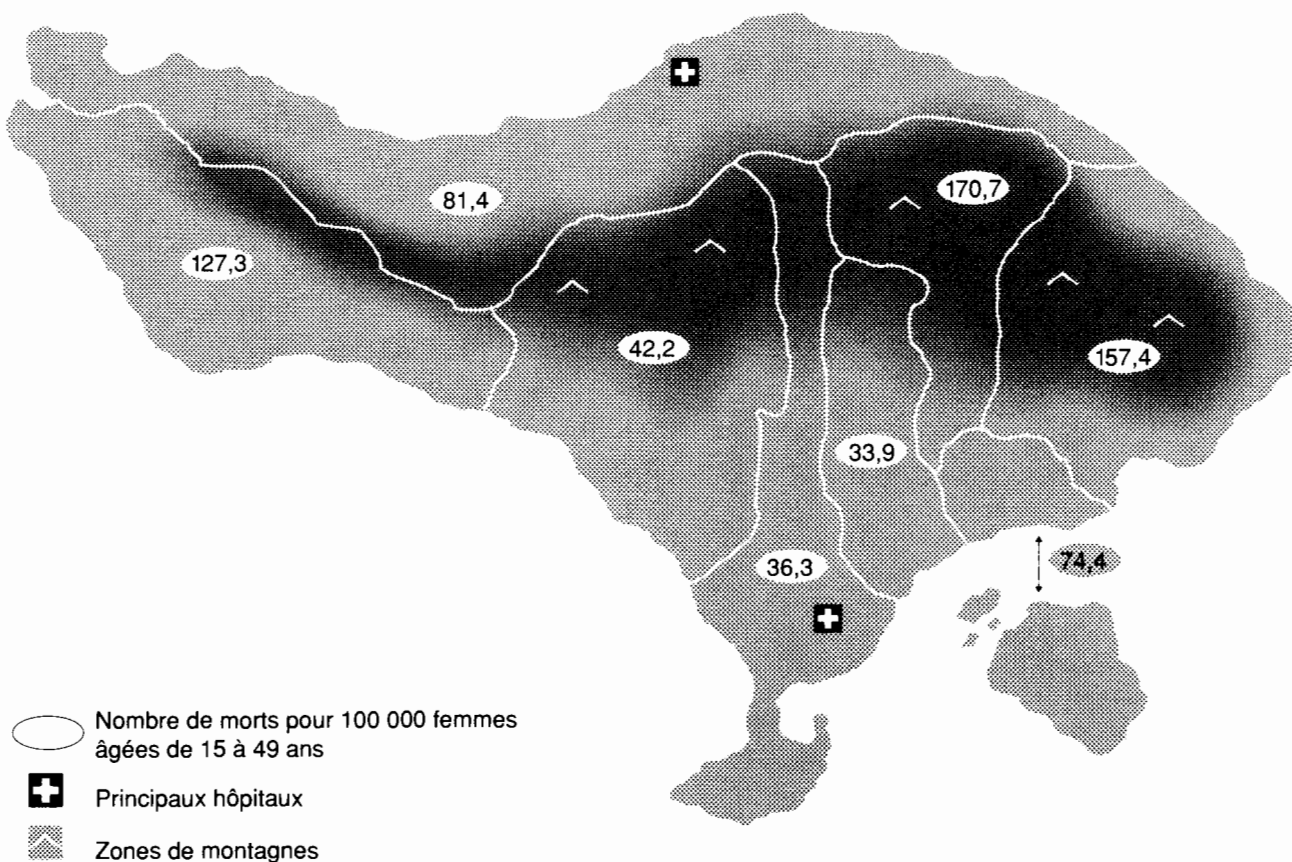 81,4
170,7
127,3
42,2
157,4
33,9
36,3
74,4
Nombre de morts pour 100 000 femmes
âgées de 15 à 49 ans
Principaux hôpitaux
Zones de montagnes